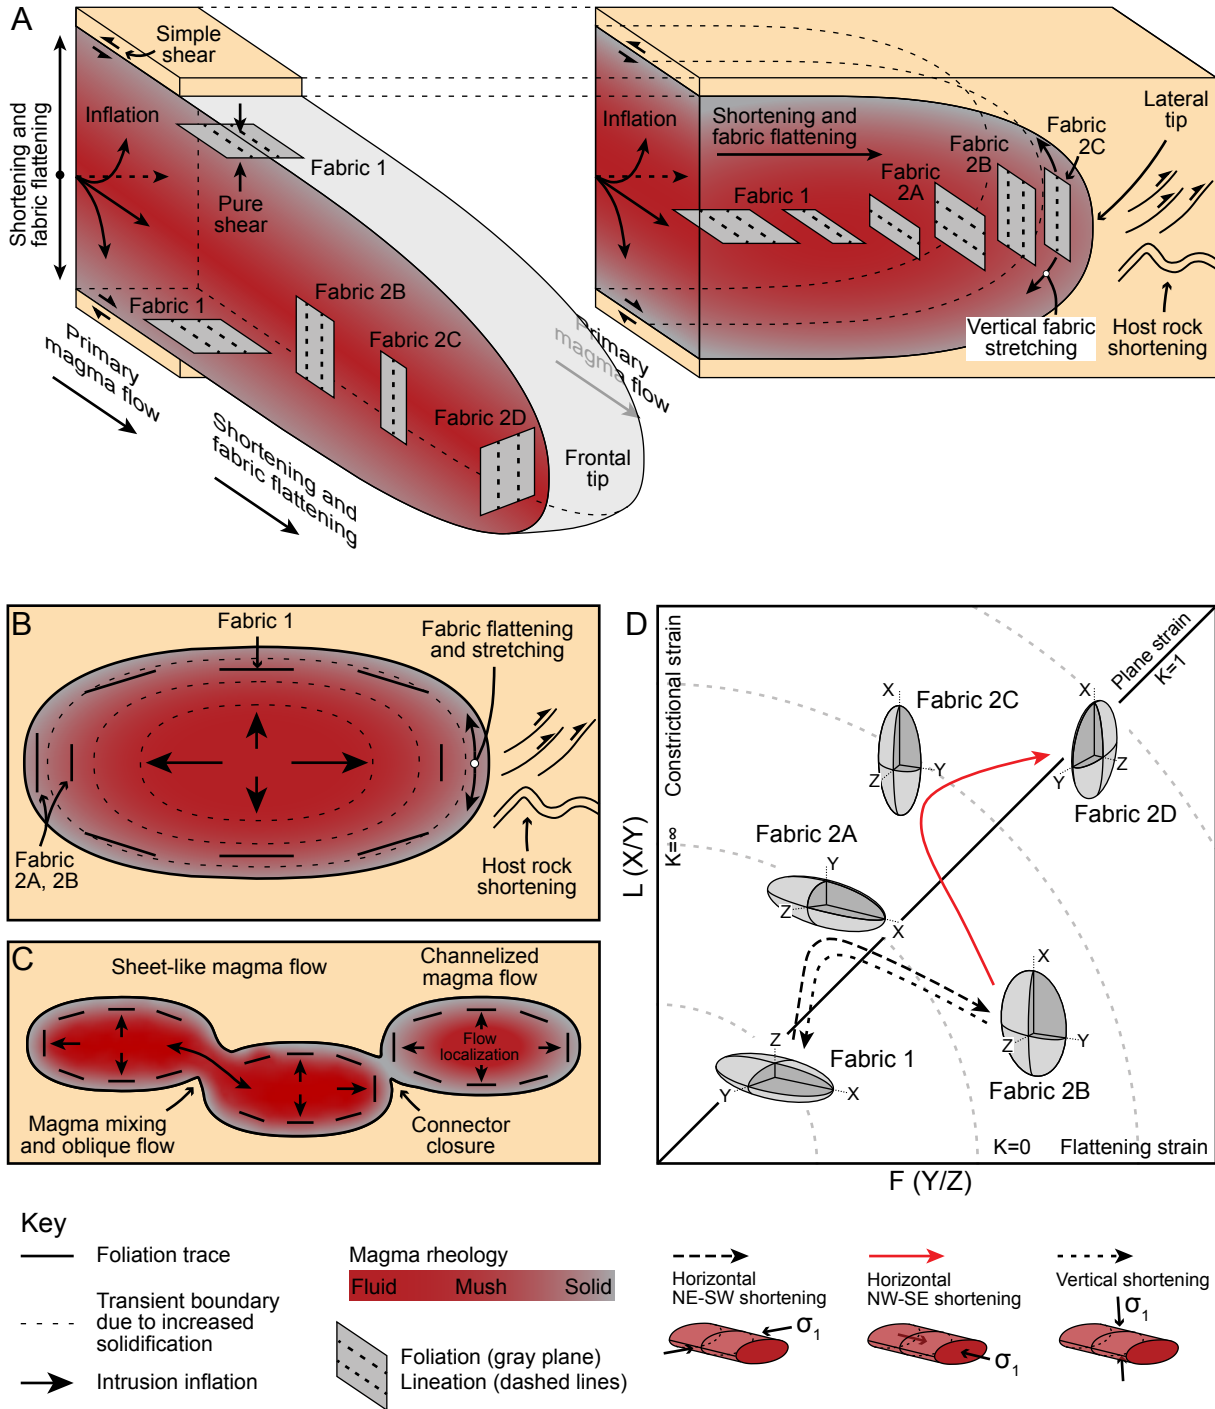 A
Simple
shear
Shortening and
fabric flattening
Inflation
Fabric 1
Pure
shear
Fabric 1
Fabric 2B
Fabric 2C
Fabric 2D
Primary
magma flow
Shortening and
fabric flattening
Frontal
tip
Inflation
Shortening and
fabric flattening
Fabric 1
Fabric
2A
Fabric
2B
Fabric
2C
Lateral
tip
Primary
magma flow
Vertical fabric
stretching
Host rock
shortening
B
Fabric 1
Fabric flattening
and stretching
Fabric
2A, 2B
Host rock
shortening
C
Sheet-like magma flow
Channelized
magma flow
Flow
localization
Magma mixing
and oblique flow
Connector
closure
D
Constrictional strain
K=∞
L (X/Y)
Plane strain
K=1
X
Z
Y
Fabric 2C
X
Y
Z
Fabric 2D
Fabric 2A
Y
Z
X
Z
Y
X
Fabric 1
X
Z
Y
Fabric 2B
K=0
Flattening strain
F (Y/Z)
Key
Foliation trace
Transient boundary
due to increased
solidification
Intrusion inflation
Magma rheology
Fluid Mush Solid
Foliation (gray plane)
Lineation (dashed lines)
Horizontal
NE-SW shortening
σ1
Horizontal
NW-SE shortening
σ1
Vertical shortening
σ1